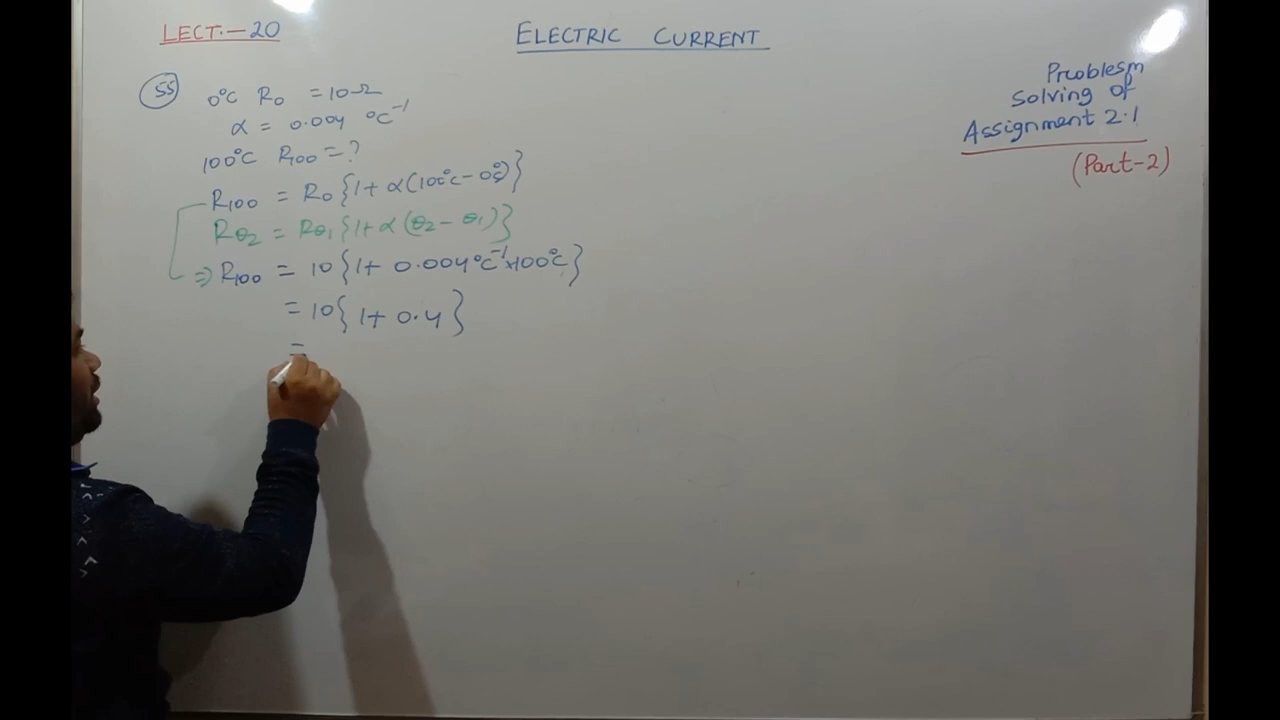 LECT.-20
ELECTRIC CURRENT
Problesm
Solving of
Assignment 2.1
(Part-2)
55
0°C R₀ = 10Ω
α = 0.004 °C⁻¹
100°C R₁₀₀ = ?
R₁₀₀ = R₀{1+α(100°C-0°C)}
Rθ₂ = Rθ₁{1+α(θ₂-θ₁)}
⇒ R₁₀₀ = 10{1+0.004°C⁻¹×100°C}
= 10{1+0.4}
=